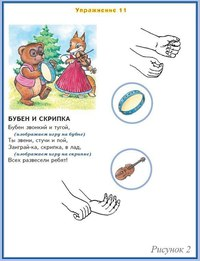 Упражнение 11
БУБЕН И СКРИПКА
Бубен звонкий и тугой,
(изображаем игру на бубне)
Ты звени, стучи и пой,
Заиграй-ка, скрипка, в лад,
(изображаем игру на скрипке)
Всех развесели ребят!
Рисунок 2